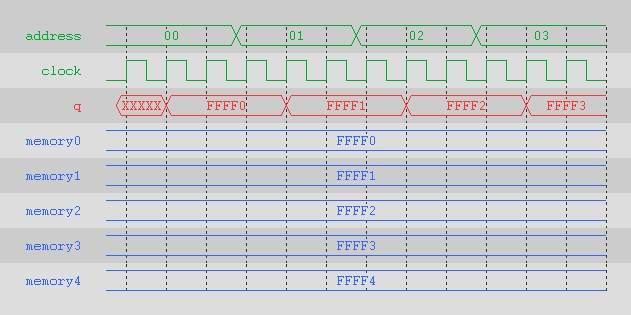 address 00 01 02 03
clock
q XXXXX FFFF0 FFFF1 FFFF2 FFFF3
memory0 FFFF0
memory1 FFFF1
memory2 FFFF2
memory3 FFFF3
memory4 FFFF4